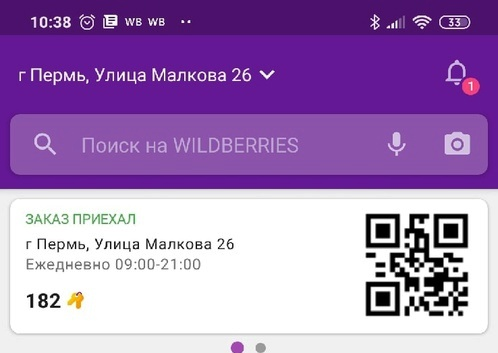 10:38 WB WB 33
г Пермь, Улица Малкова 26
1
Поиск на WILDBERRIES
ЗАКАЗ ПРИЕХАЛ
г Пермь, Улица Малкова 26
Ежедневно 09:00-21:00
182